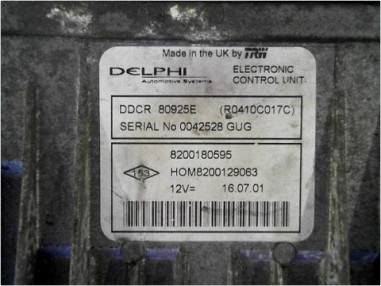 Made in the UK by TRW
DELPHI
Automotive Systems
ELECTRONIC
CONTROL UNIT
DDCR 80925E (R0410C017C)
SERIAL No 0042528 GUG
8200180595
153
HOM8200129063
12V= 16.07.01